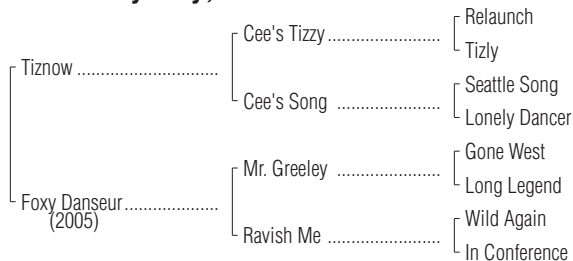 Relaunch
Cee's Tizzy ..........................
Tizly
Tiznow .................................
Seattle Song
Cee's Song ........................
Lonely Dancer
Gone West
Mr. Greeley ........................
Long Legend
Foxy Danseur......................
(2005)
Wild Again
Ravish Me ..........................
In Conference